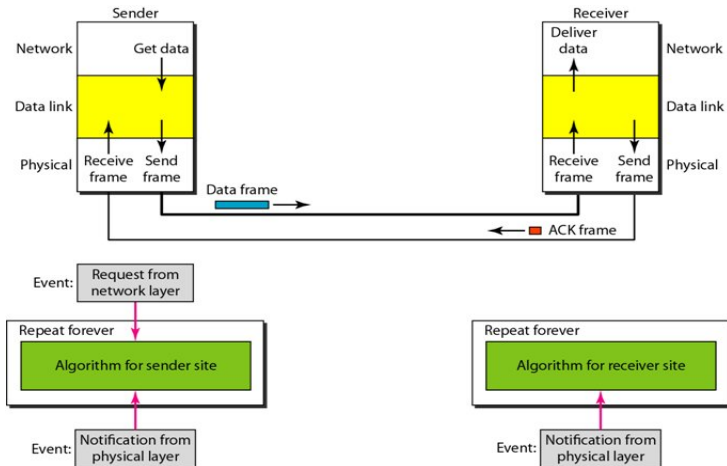 Sender
Receiver
Network
Get data
Deliver
data
Network
Data link
Data link
Physical
Receive
frame
Send
frame
Receive
frame
Send
frame
Physical
Data frame
ACK frame
Event:
Request from
network layer
Repeat forever
Algorithm for sender site
Repeat forever
Algorithm for receiver site
Event:
Notification from
physical layer
Event:
Notification from
physical layer